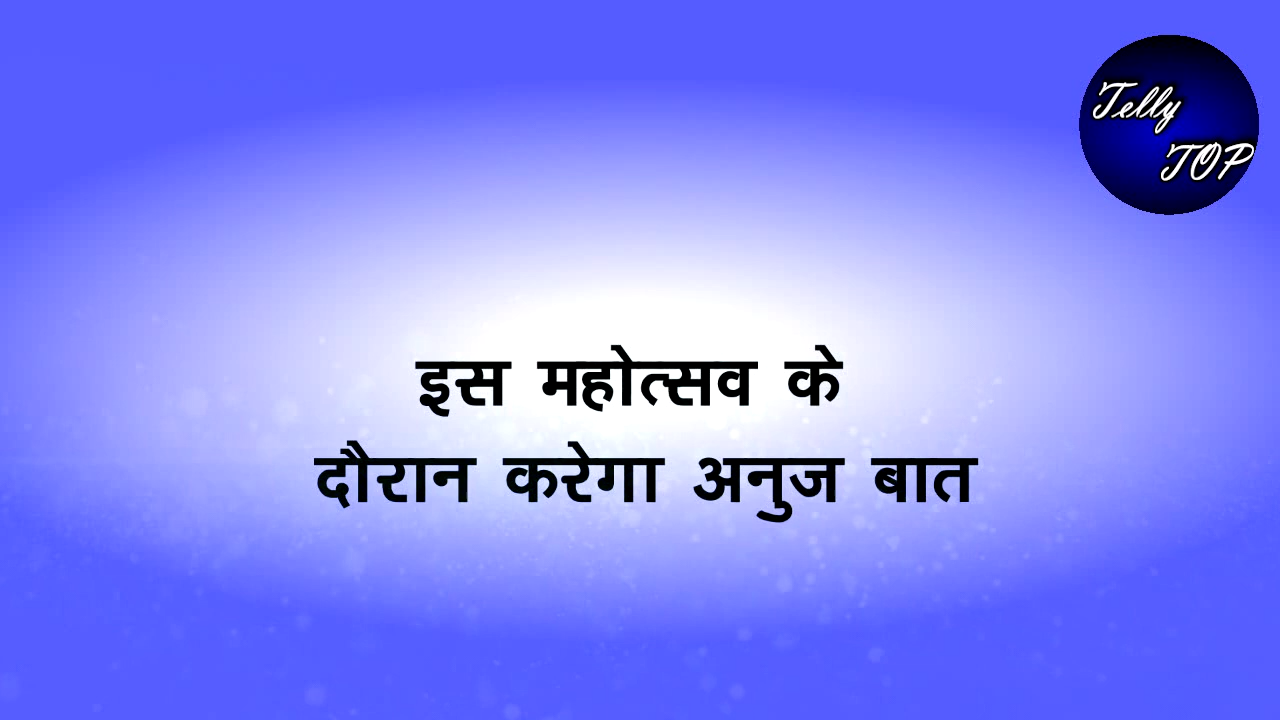 Telly
TOP
इस महोत्सव के
दौरान करेगा अनुज बात